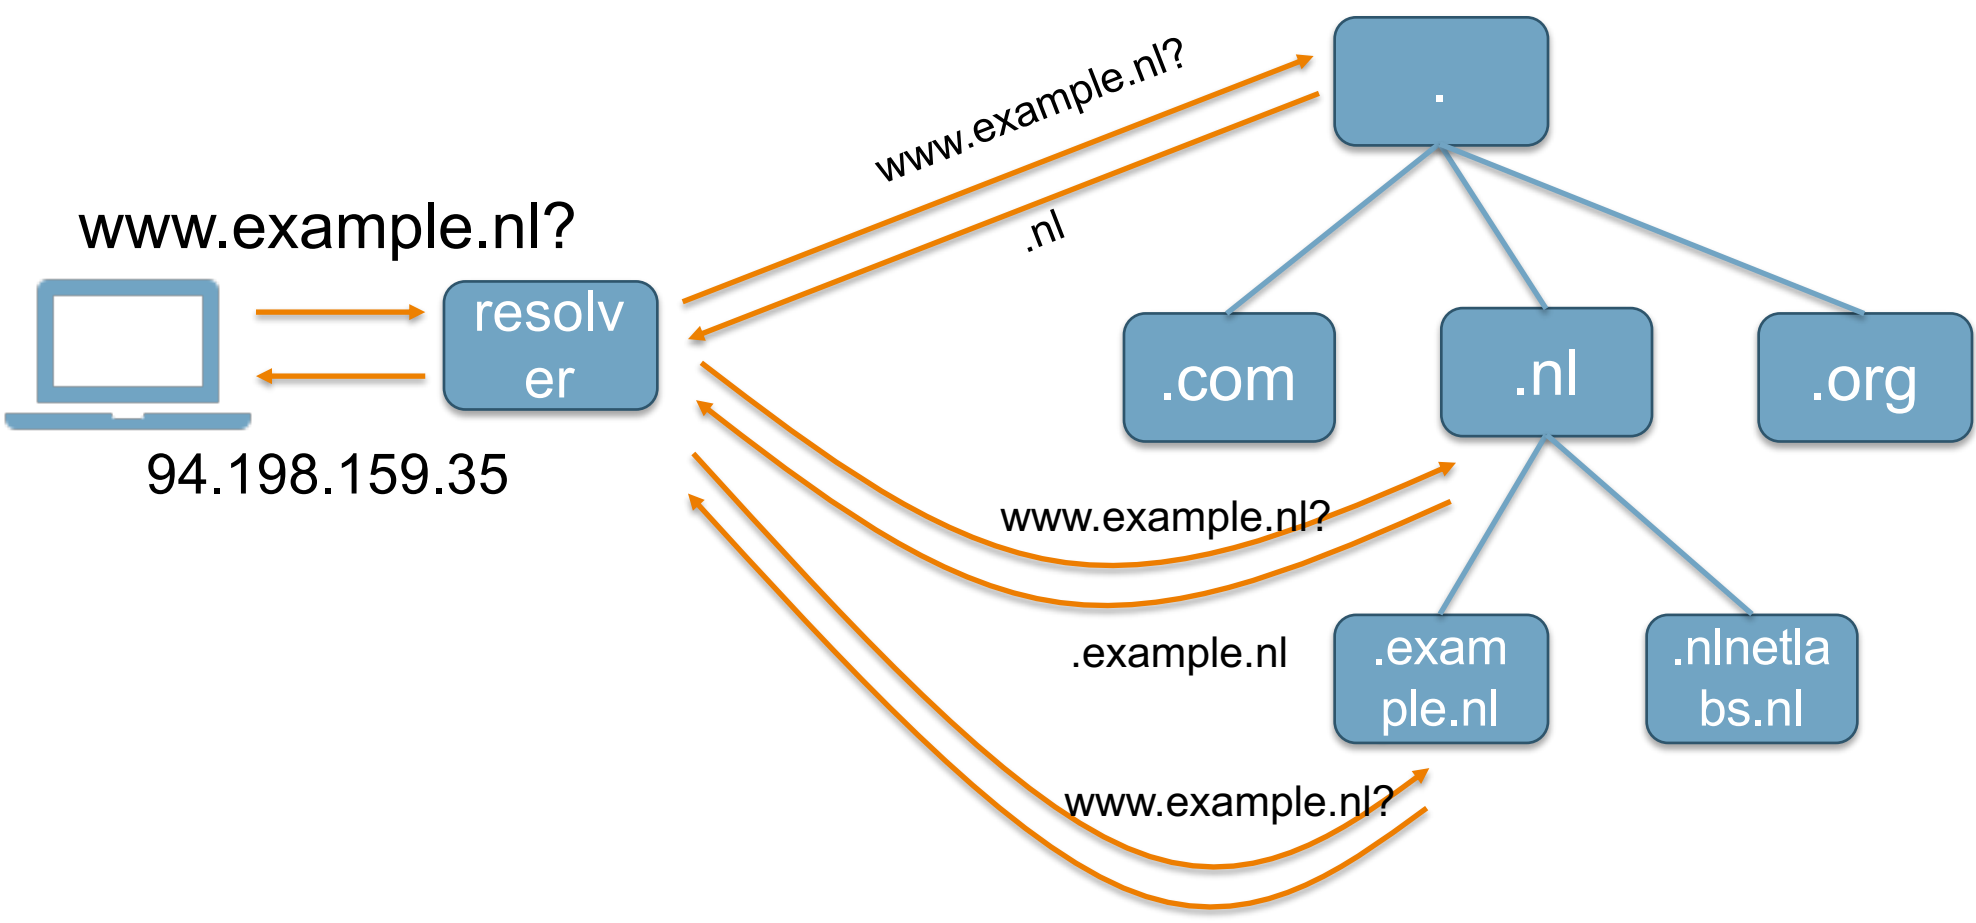 www.example.nl?
.
www.example.nl?
.nl
resolv
er
.com
.nl
.org
94.198.159.35
www.example.nl?
.example.nl
.exam
ple.nl
.nlnetla
bs.nl
www.example.nl?